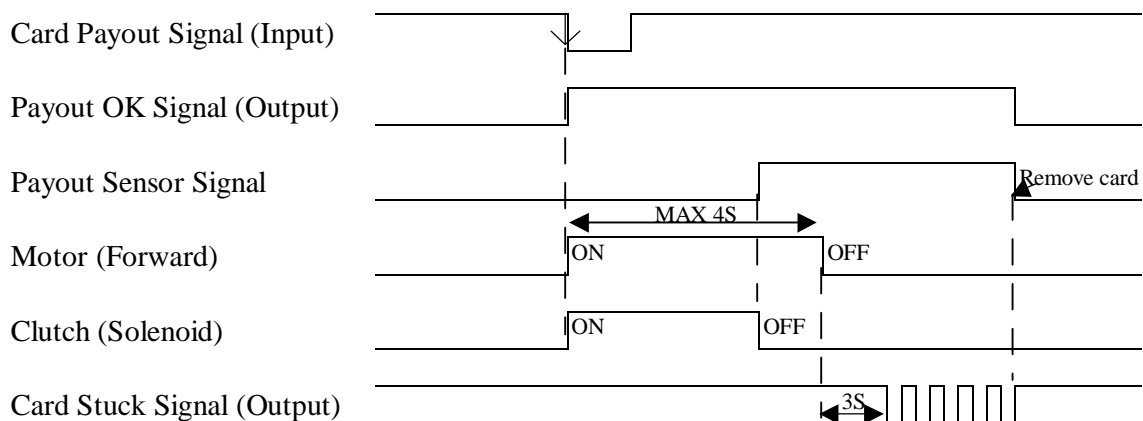 Card Payout Signal (Input)
Payout OK Signal (Output)
Payout Sensor Signal
Remove card
MAX 4S
Motor (Forward)
ON
OFF
Clutch (Solenoid)
ON
OFF
Card Stuck Signal (Output)
3S